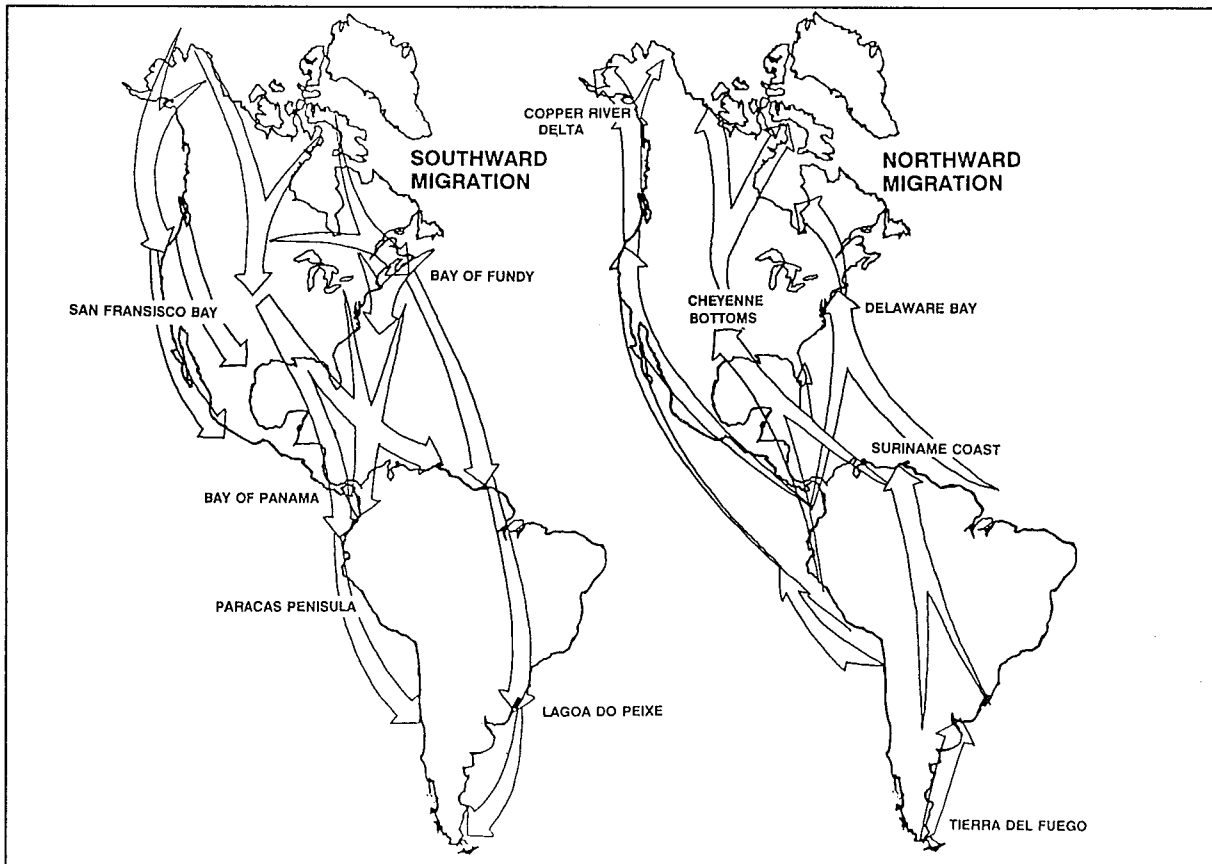 SOUTHWARD
MIGRATION
BAY OF FUNDY
SAN FRANSISCO BAY
BAY OF PANAMA
PARACAS PENISULA
LAGOA DO PEIXE
COPPER RIVER
DELTA
NORTHWARD
MIGRATION
CHEYENNE
BOTTOMS
DELAWARE BAY
SURINAME COAST
TIERRA DEL FUEGO